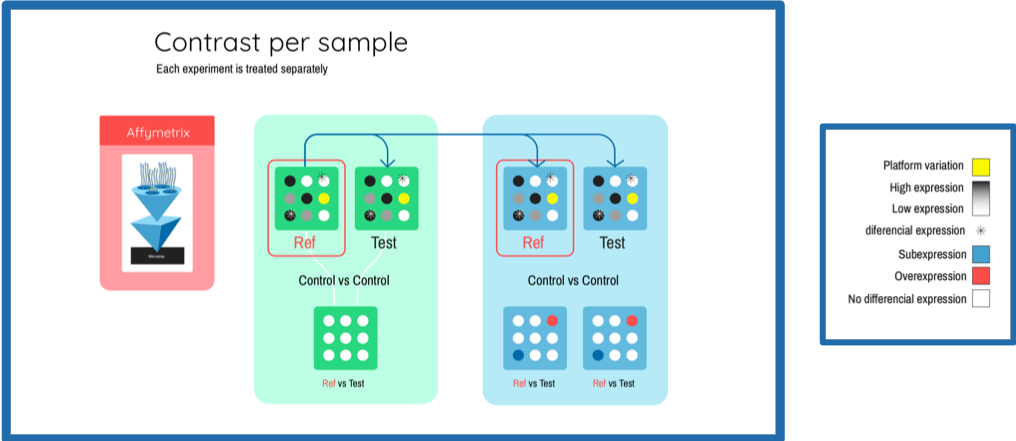 Contrast per sample
Each experiment is treated separately
Affymetrix
Ref
Test
Control vs Control
Ref vs Test
Ref
Test
Control vs Control
Ref vs Test
Ref vs Test
Platform variation
High expression
Low expression
diferencial expression
Subexpression
Overexpression
No differencial expression